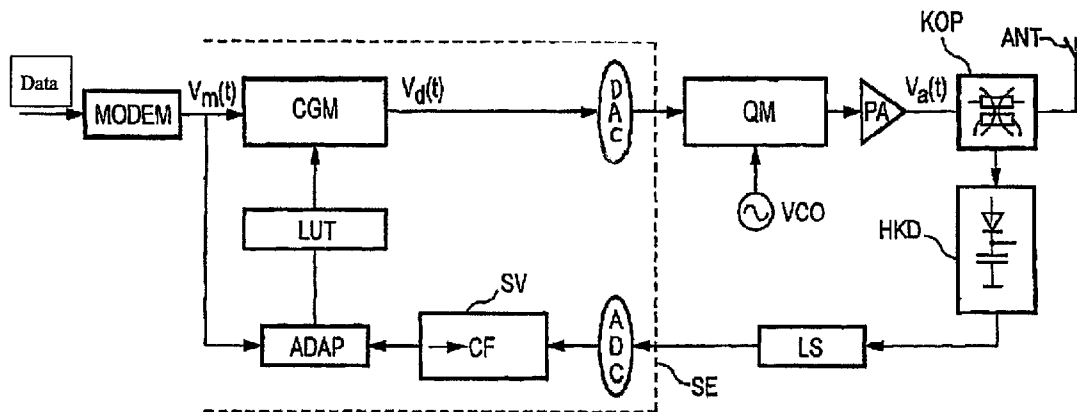 KOP
ANT
Data
MODEM
Vm(t)
CGM
Vd(t)
DAC
QM
PA
Va(t)
VCO
HKD
LUT
SV
ADAP
CF
ADC
LS
SE